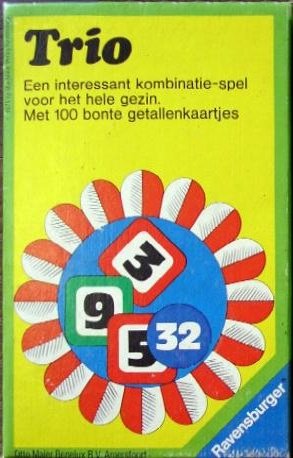 Trio
Een interessant kombinatie-spel
voor het hele gezin.
Met 100 bonte getallenkaartjes
3
9
5
32
Ravensburger
Otto Maier Benelux B.V. Amersfoort